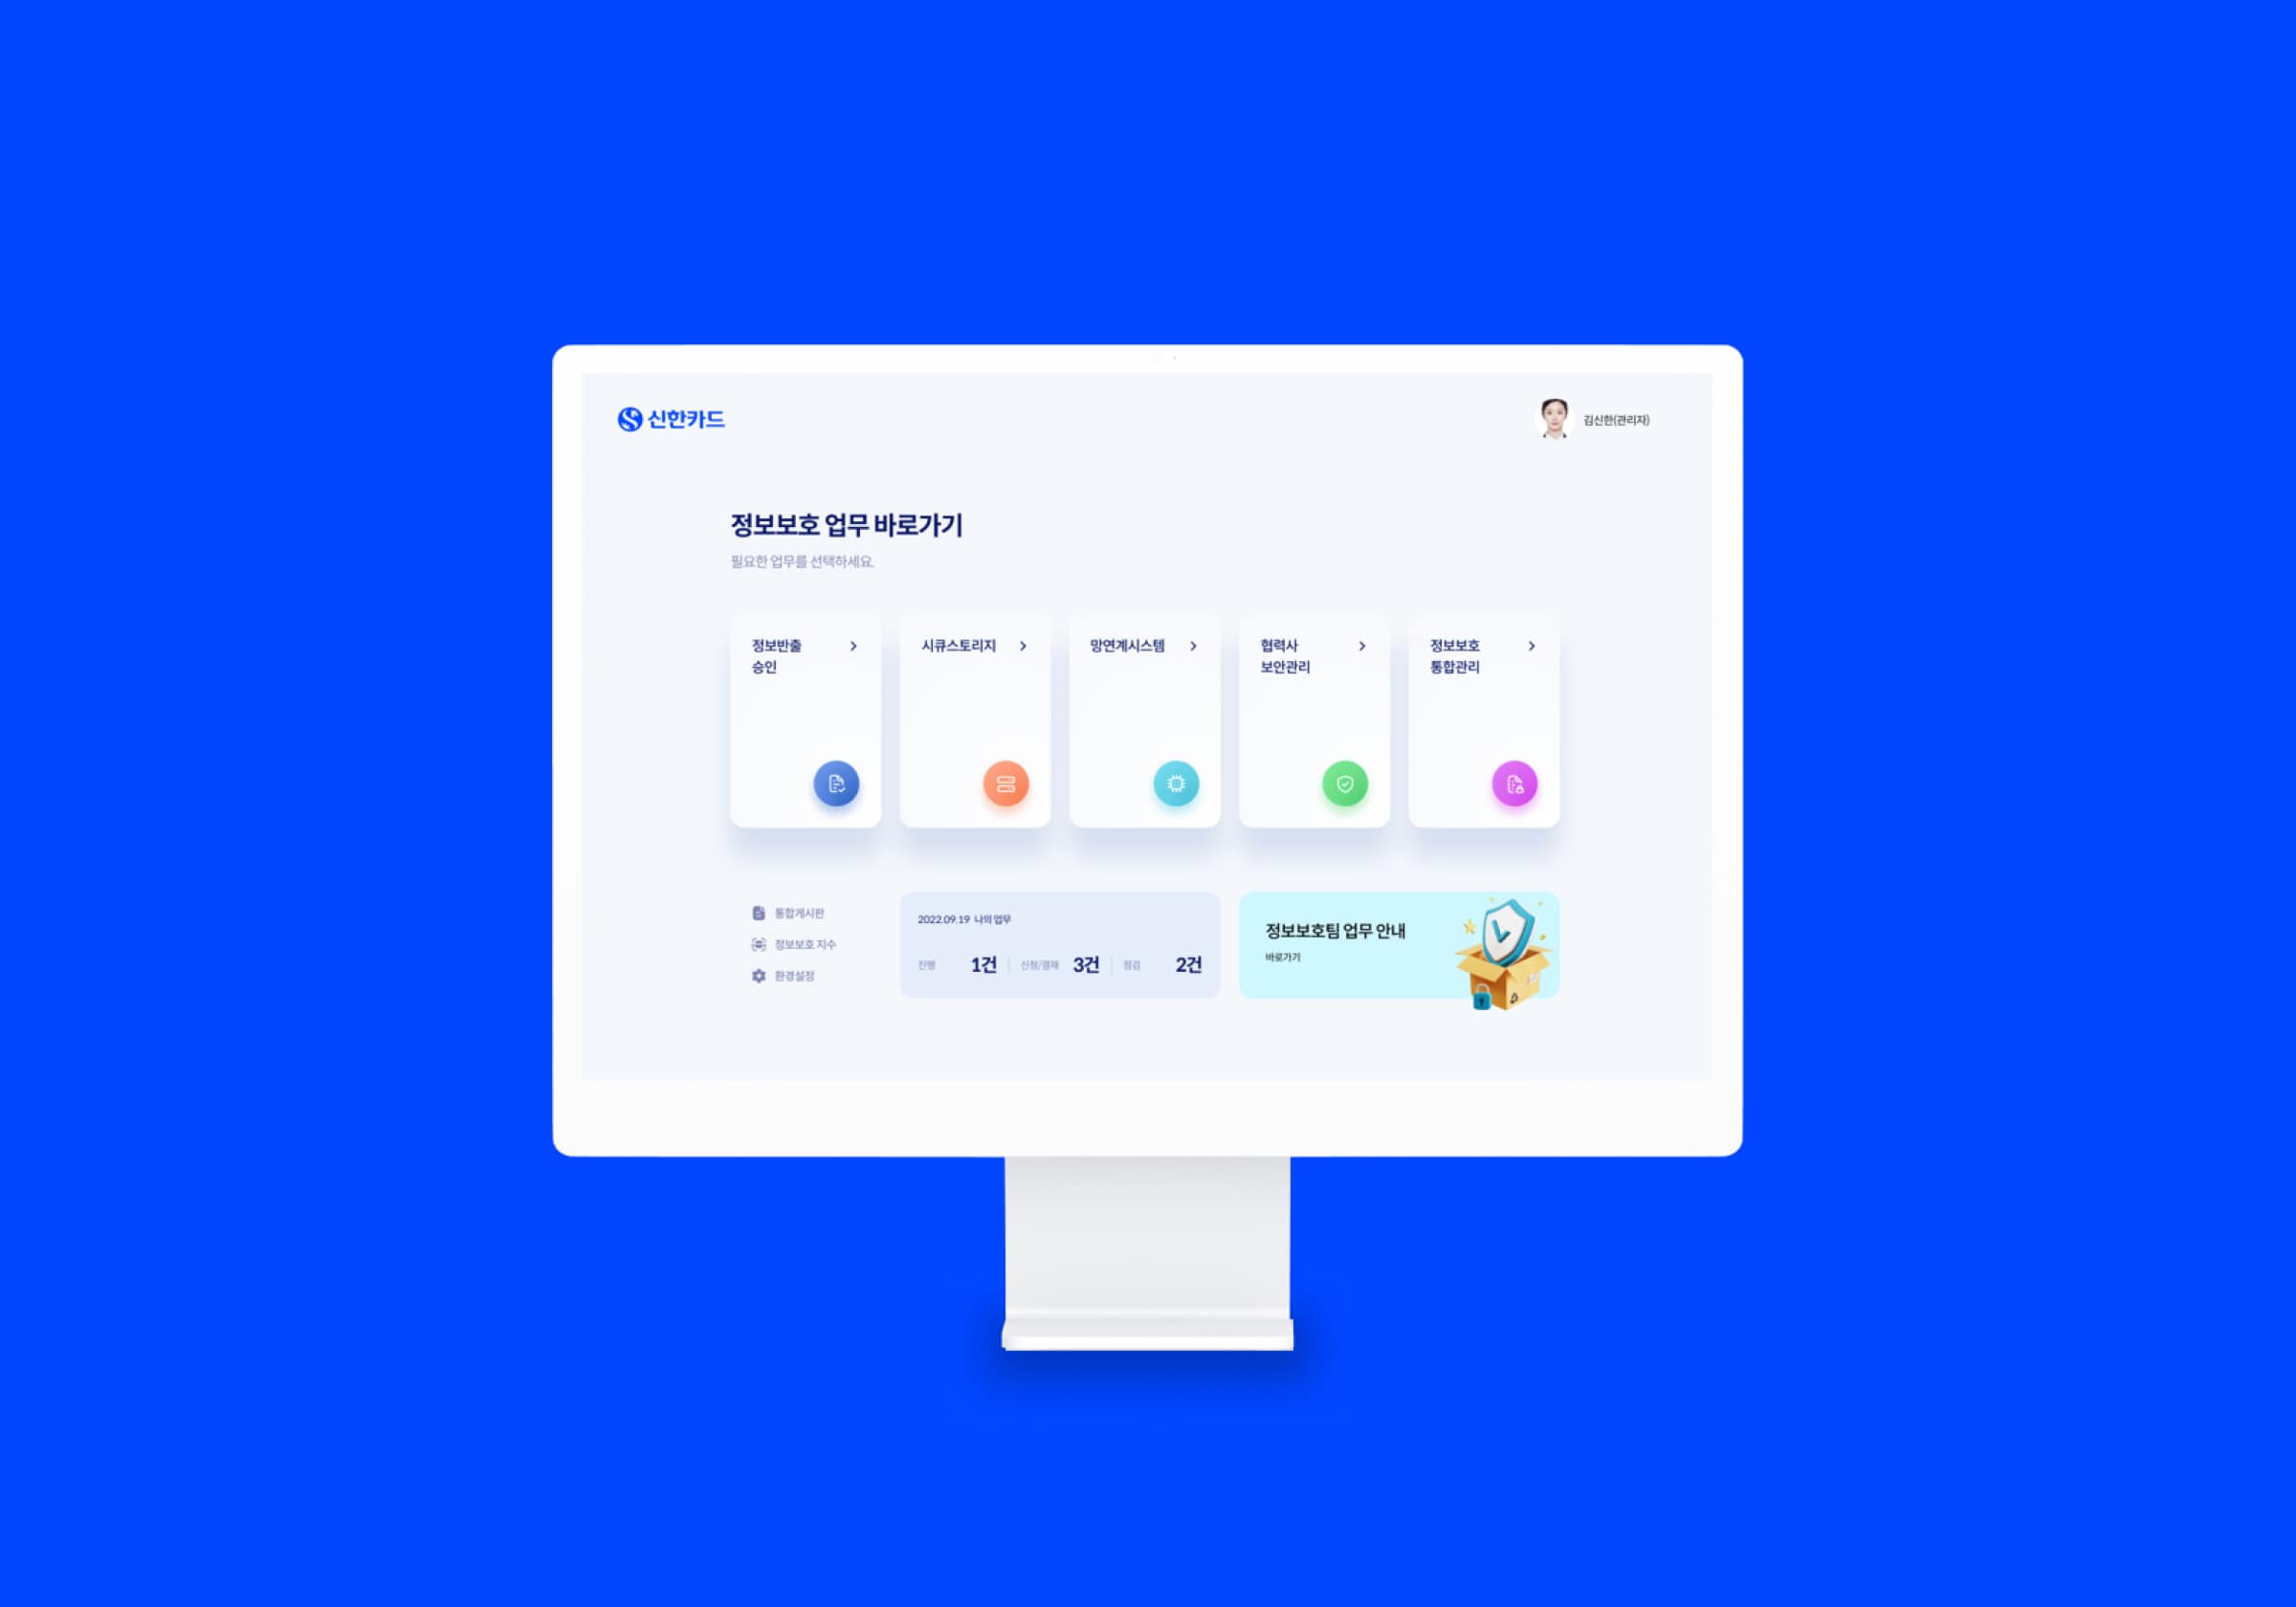 신한카드
김신한(관리자)
정보보호 업무 바로가기
필요한 업무를 선택하세요.
정보반출
승인
시큐스토리지
망연계시스템
협력사
보안관리
정보보호
통합관리
통합게시판
정보보호 지수
환경설정
2022.09.19 나의 업무
진행 1건 신청/결재 3건 점검 2건
정보보호팀 업무 안내
바로가기